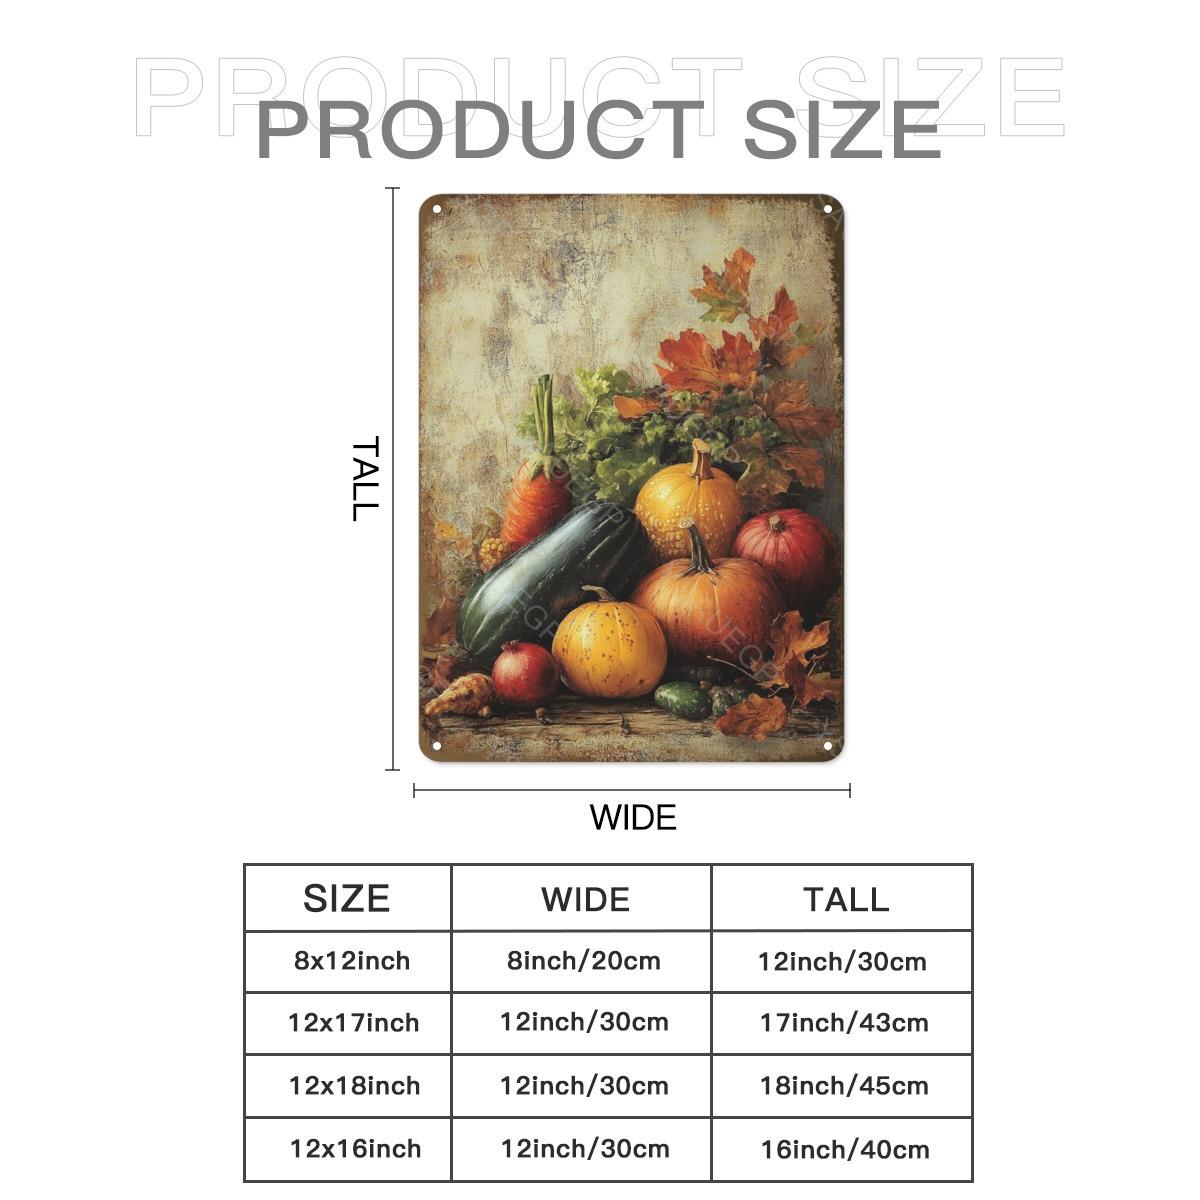 PRODUCT SIZE
PRODUCT SIZE
TALL
WIDE
SIZE WIDE TALL
8x12inch 8inch/20cm 12inch/30cm
12x17inch 12inch/30cm 17inch/43cm
12x18inch 12inch/30cm 18inch/45cm
12x16inch 12inch/30cm 16inch/40cm